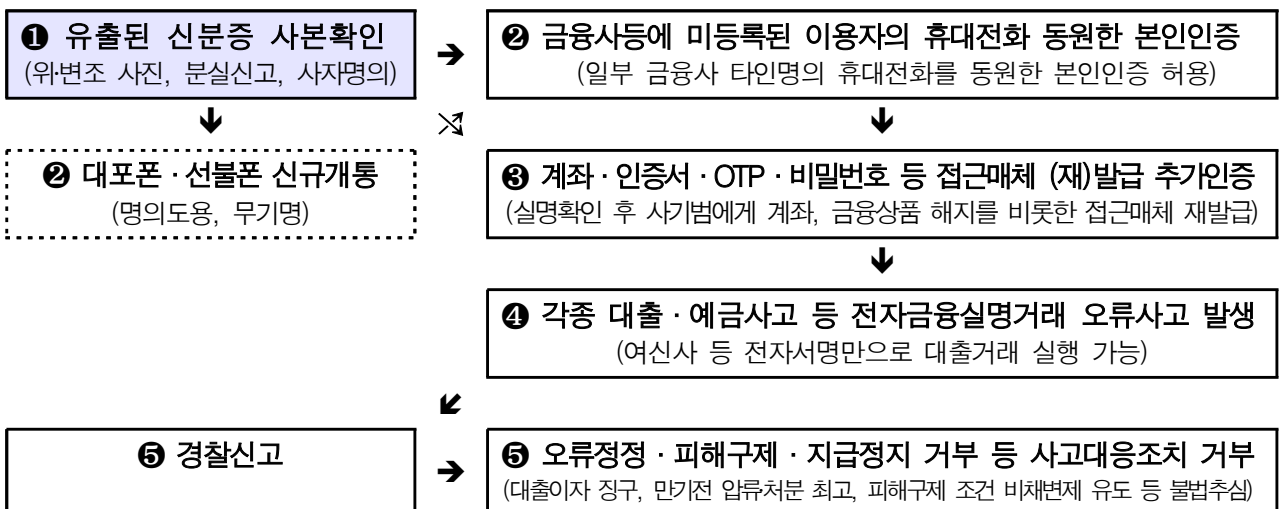 ❶ 유출된 신분증 사본확인
(위·변조 사진, 분실신고, 사자명의)
➔
❷ 금융사등에 미등록된 이용자의 휴대전화 동원한 본인인증
(일부 금융사 타인명의 휴대전화를 동원한 본인인증 허용)
❷ 대포폰·선불폰 신규개통
(명의도용, 무기명)
❸ 계좌·인증서·OTP·비밀번호 등 접근매체 (재)발급 추가인증
(실명확인 후 사기범에게 계좌, 금융상품 해지를 비롯한 접근매체 재발급)
❹ 각종 대출·예금사고 등 전자금융실명거래 오류사고 발생
(여신사 등 전자서명만으로 대출거래 실행 가능)
❺ 경찰신고
➔
❺ 오류정정·피해구제·지급정지 거부 등 사고대응조치 거부
(대출이자 징구, 만기전 압류처분 최고, 피해구제 조건 비채변제 유도 등 불법추심)